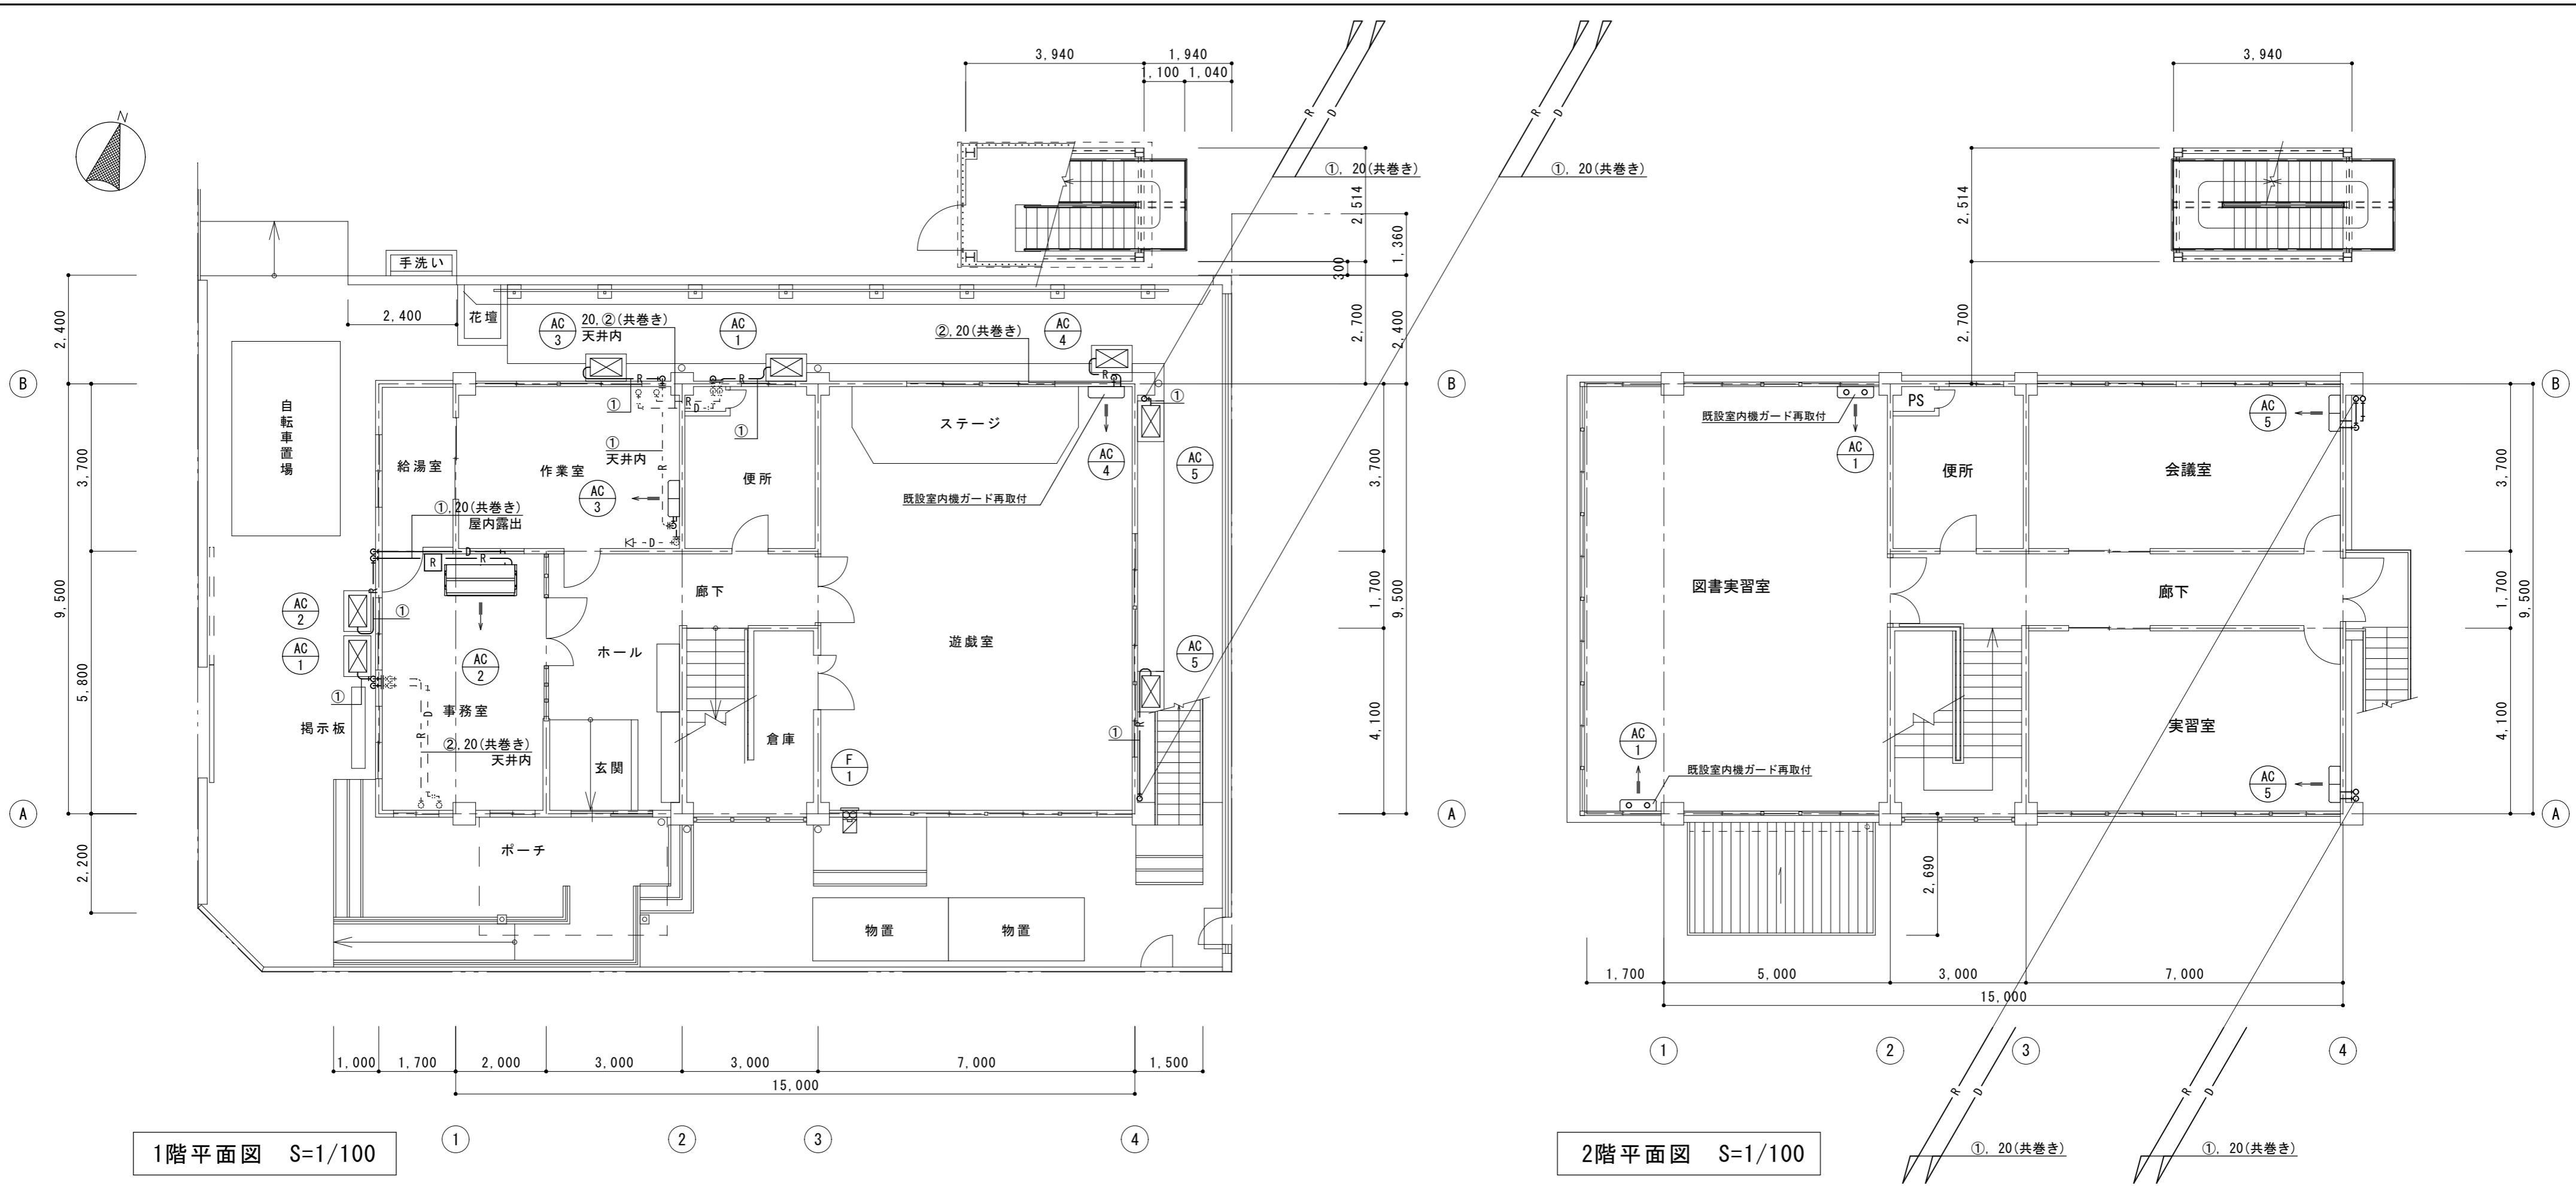 3,940
1,940
1,100
1,040
R
D
①, 20(共巻き)
R
D
①, 20(共巻き)
3,940
N
2,514
1,360
300
2,700
2,400
2,514
2,700
手洗い
2,400
花壇
2,400
AC
3
20,②(共巻き)
天井内
AC
1
②,20(共巻き)
AC
4
B
B
B
R
R
R
自転車置場
①
R
D
①
①
ステージ
①
天井内
R
給湯室
作業室
便所
AC
4
AC
5
既設室内機ガード再取付
AC
3
①,20(共巻き)
屋内露出
D
3,700
9,500
5,800
2,200
3,700
1,700
9,500
4,100
D
R
R
R
AC
2
①
AC
1
AC
2
廊下
ホール
遊戯室
AC
5
①
掲示板
事務室
R
D
②,20(共巻き)
天井内
玄関
倉庫
F
1
R
①
A
A
A
ポーチ
物置
物置
1,000
1,700
2,000
3,000
3,000
7,000
1,500
15,000
1
2
3
4
1階平面図 S=1/100
既設室内機ガード再取付
PS
AC
5
AC
1
便所
会議室
3,700
1,700
9,500
4,100
図書実習室
廊下
実習室
AC
1
既設室内機ガード再取付
AC
5
2,690
1,700
5,000
3,000
7,000
15,000
1
2
3
4
R
D
R
D
①, 20(共巻き)
①, 20(共巻き)
2階平面図 S=1/100